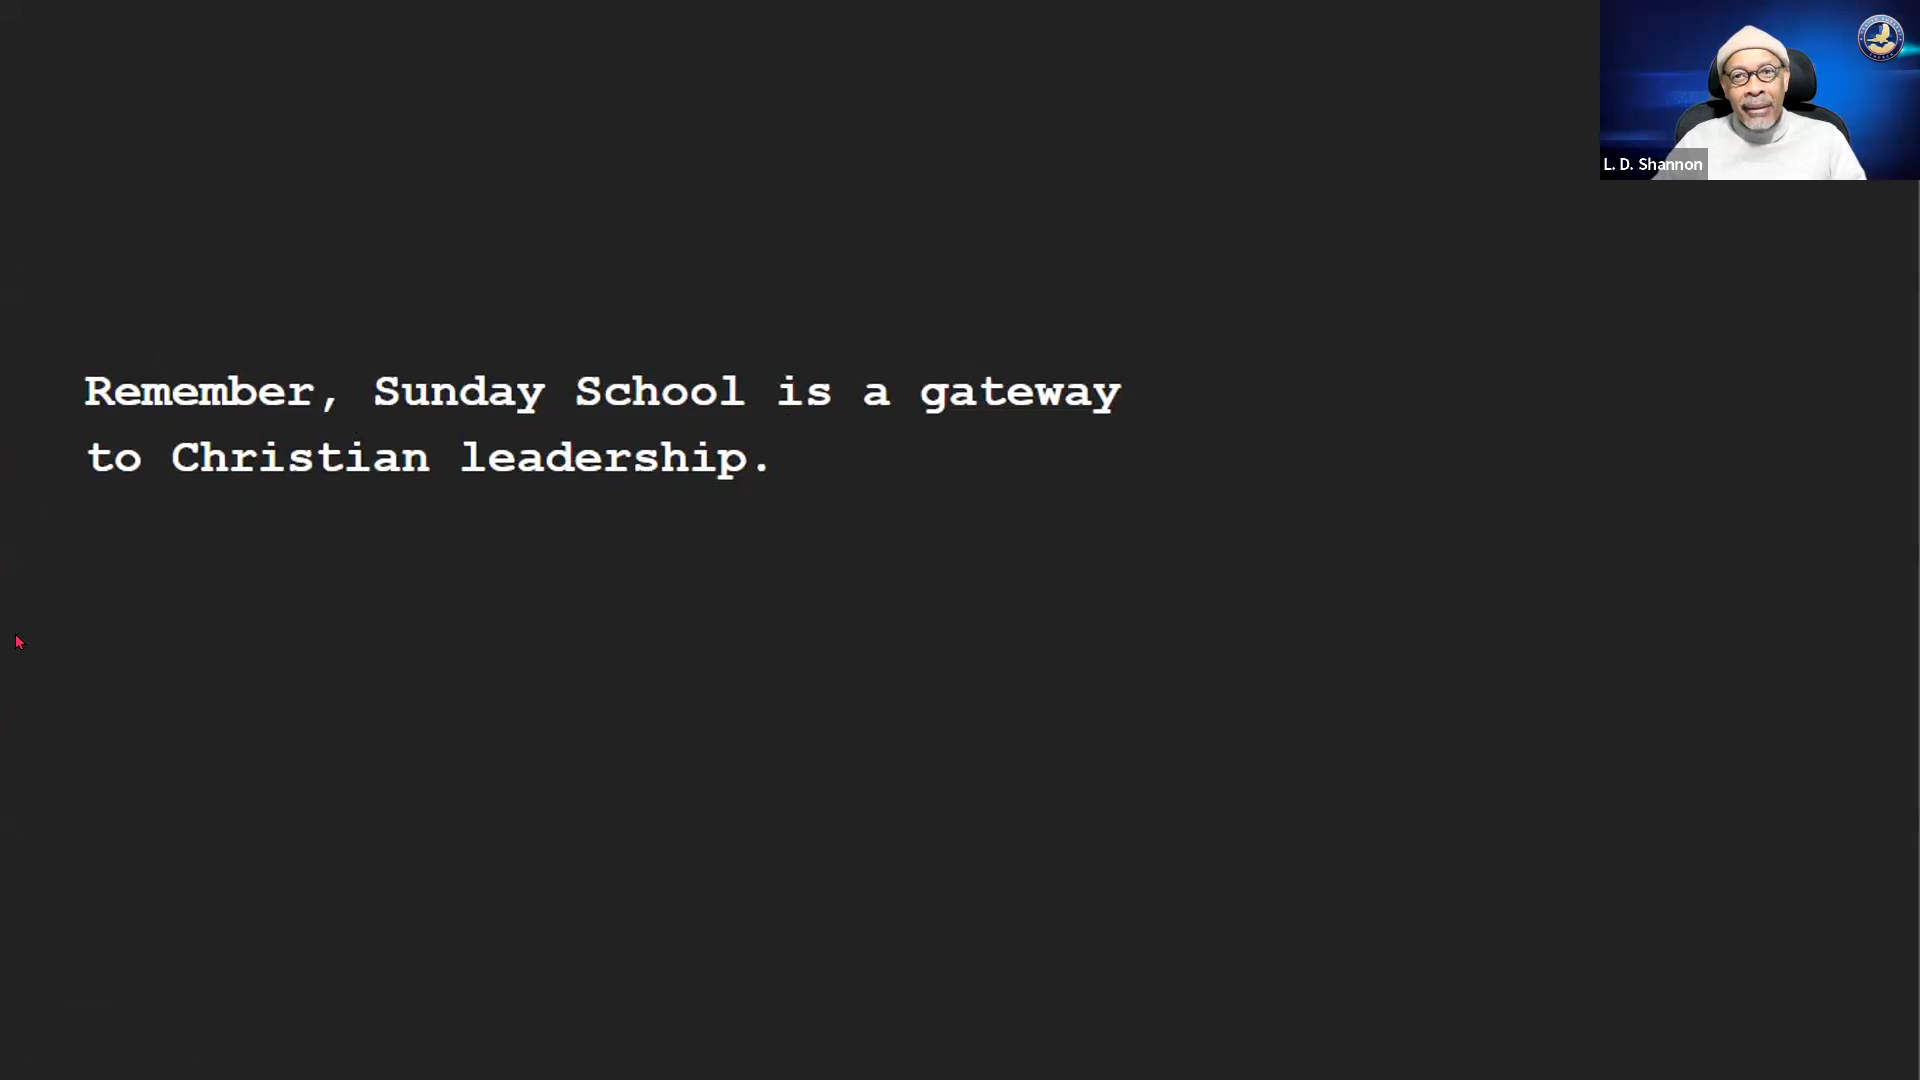 L. D. Shannon
Remember, Sunday School is a gateway
to Christian leadership.